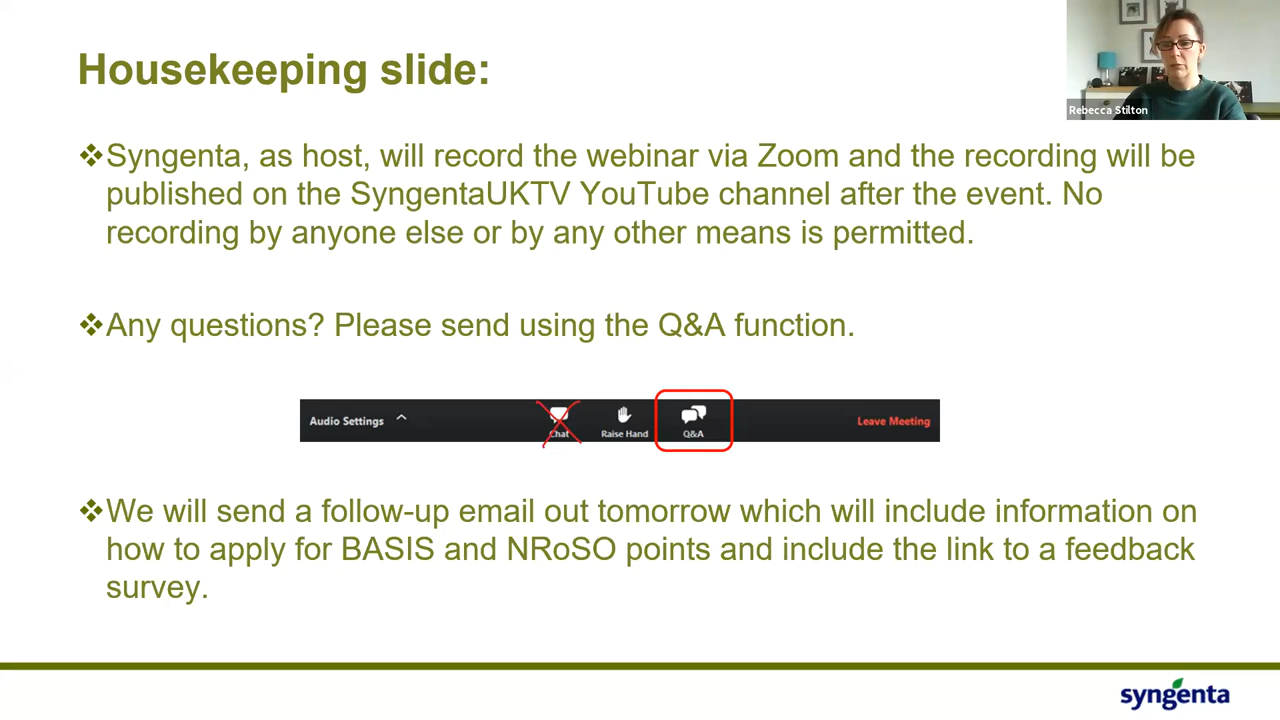 Housekeeping slide:
Rebecca Stilton
❖Syngenta, as host, will record the webinar via Zoom and the recording will be
published on the SyngentaUKTV YouTube channel after the event. No
recording by anyone else or by any other means is permitted.
❖Any questions? Please send using the Q&A function.
Audio Settings
Chat
Raise Hand
Q&A
Leave Meeting
❖We will send a follow-up email out tomorrow which will include information on
how to apply for BASIS and NRoSO points and include the link to a feedback
survey.
syngenta